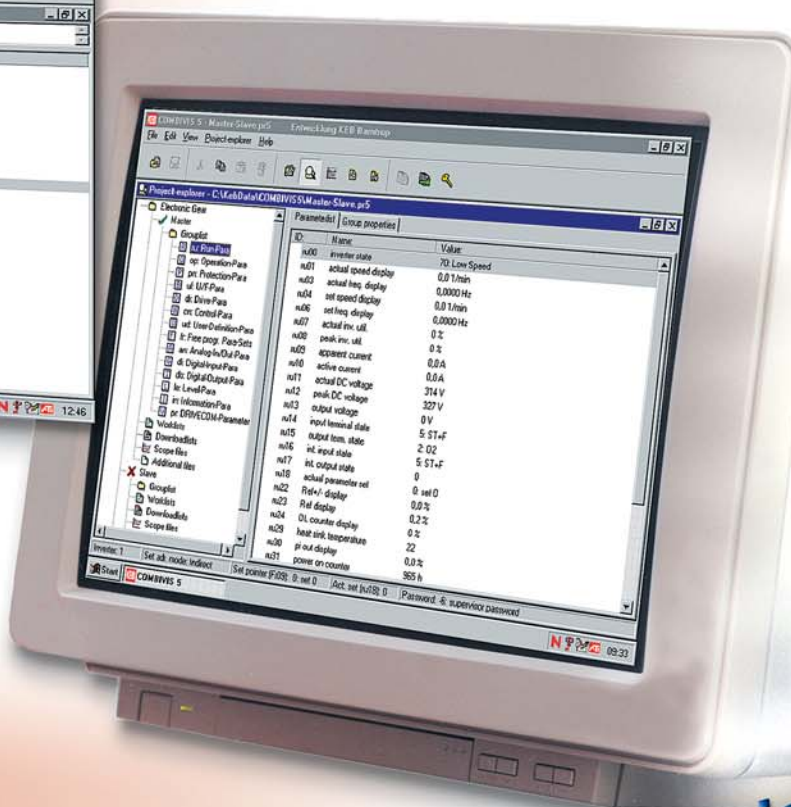 12:46
COMBIVIS 5 - Master-Slave.pr5 Entwicklung KEB Barntrup
File Edit View Project-explorer Help
Project-explorer - C:\KebData\COMBIVIS5\Master-Slave.pr5
Electronic Gear
Master
Grouplist
ru: Run-Para
op: Operation-Para
pn: Protection-Para
uf: U/F-Para
dr: Drive-Para
cn: Control-Para
ud: User-Definition-Para
fr: Free progr. Para-Sets
an: Analog-In/Out-Para
di: Digital-Input-Para
do: Digital-Output-Para
le: Level-Para
in: Information-Para
pr: DRIVECOM-Parameter
Worklists
Downloadlists
Scope files
Additional files
Slave
Grouplist
Worklists
Downloadlists
Scope files
Parameterlist Group properties
ID: Name: Value:
ru00 inverter state 70: Low Speed
ru01 actual speed display 0,0 1/min
ru03 actual freq. display 0,0000 Hz
ru04 set speed display 0,0 1/min
ru06 set freq. display 0,0000 Hz
ru07 actual inv. util. 0 %
ru08 peak inv. util. 0 %
ru09 apparent current 0,0 A
ru10 active current 0,0 A
ru11 actual DC voltage 314 V
ru12 peak DC voltage 327 V
ru13 output voltage 0 V
ru14 input terminal state 5: ST+F
ru15 output term. state 2: O2
ru16 int. input state 5: ST+F
ru17 int. output state 0
ru18 actual parameter set 0: set 0
ru22 Ref+/- display 0,0 %
ru23 Ref display 0,2 %
ru24 OL counter display 0 %
ru29 heat sink temperature 22
ru30 pi out display 0,0 %
ru31 power on counter 965 h
Inverter: 1 Set adr. mode: Indirect Set pointer (Fr09): 0: set 0 Act. set (ru18): 0 Password: -6: supervisor password
Start COMBIVIS 5 N 09:33